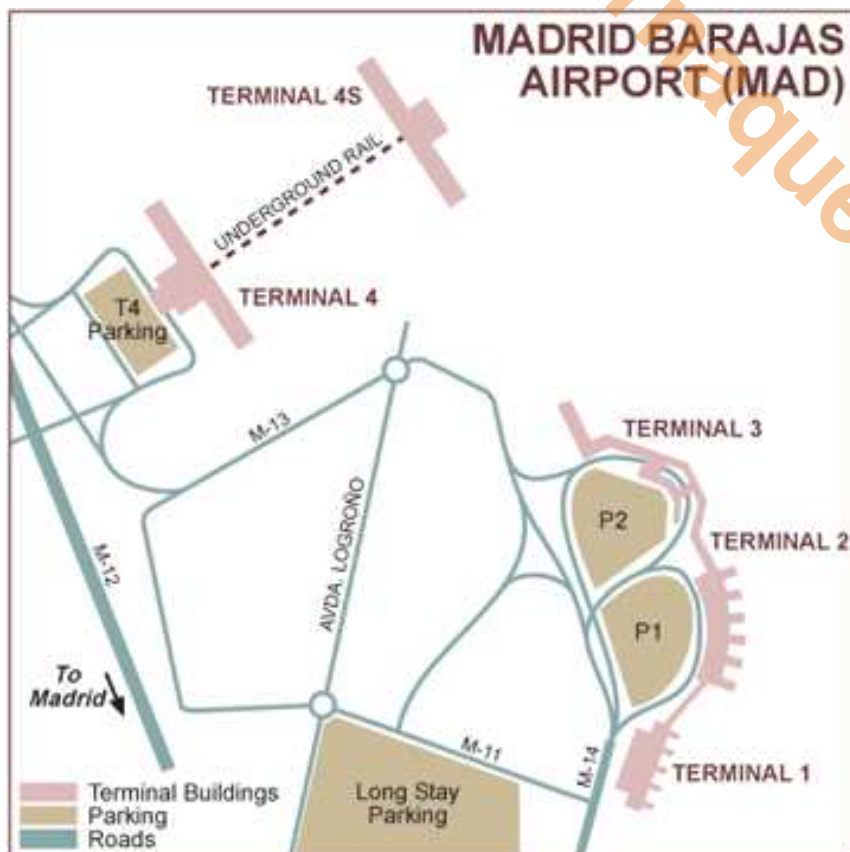 MADRID BARAJAS
AIRPORT (MAD)
TERMINAL 4S
UNDERGROUND RAIL
TERMINAL 4
T4
Parking
M-13
TERMINAL 3
P2
AVDA. LOGROÑO
TERMINAL 2
M-12
P1
To
Madrid
M-11
M-14
TERMINAL 1
Long Stay
Parking
Terminal Buildings
Parking
Roads